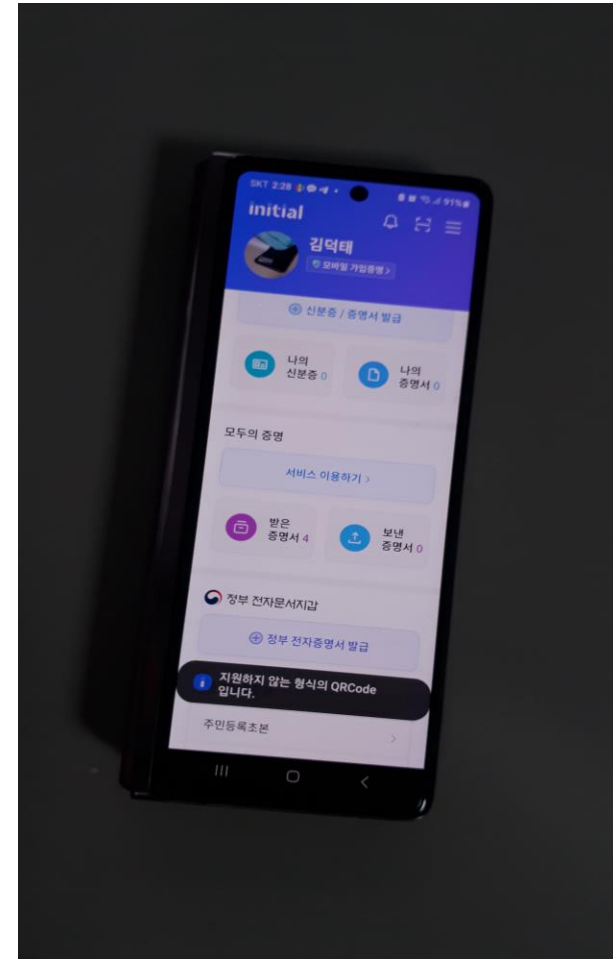 SKT 2:28
91%
initial
김덕태
모바일 가입증명 >
신분증 / 증명서 발급
나의
신분증 0
나의
증명서 0
모두의 증명
서비스 이용하기 >
받은
증명서 4
보낸
증명서 0
정부 전자문서지갑
정부 전자증명서 발급
지원하지 않는 형식의 QRCode
입니다.
주민등록초본